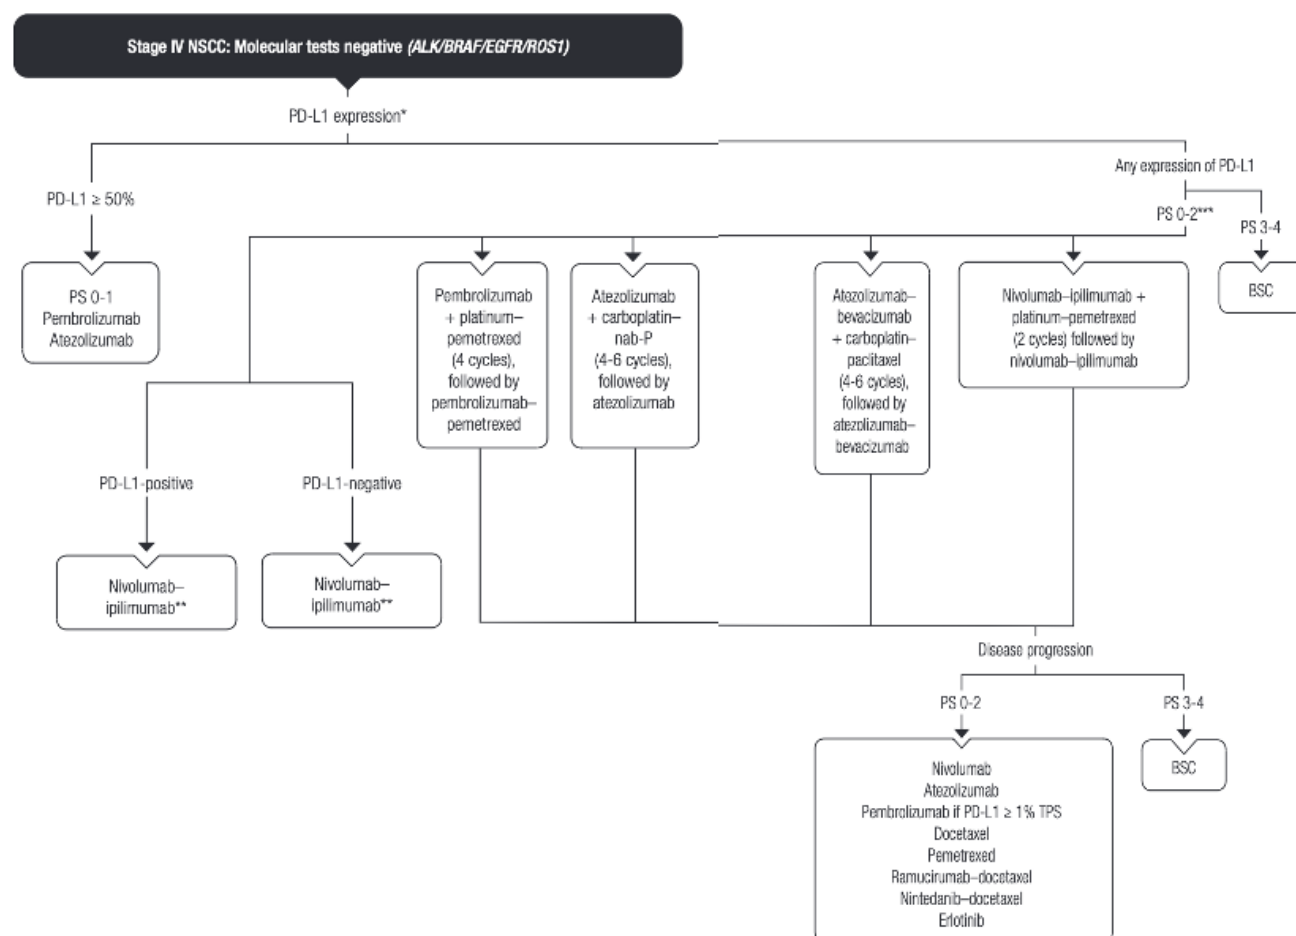 Stage IV NSCC: Molecular tests negative (ALK/BRAF/EGFR/ROS1)
PD-L1 expression*
Any expression of PD-L1
PD-L1 ≥ 50%
PS 0-2***
PS 3-4
PS 0-1
Pembrolizumab
Atezolizumab
Pembrolizumab
+ platinum–
pemetrexed
(4 cycles),
followed by
pembrolizumab–
pemetrexed
Atezolizumab
+ carboplatin–
nab-P
(4-6 cycles),
followed by
atezolizumab
Atezolizumab–
bevacizumab
+ carboplatin–
paclitaxel
(4-6 cycles),
followed by
atezolizumab–
bevacizumab
Nivolumab–ipilimumab +
platinum–pemetrexed
(2 cycles) followed by
nivolumab–ipilimumab
BSC
PD-L1-positive
PD-L1-negative
Nivolumab–
ipilimumab**
Nivolumab–
ipilimumab**
Disease progression
PS 0-2
PS 3-4
Nivolumab
Atezolizumab
Pembrolizumab if PD-L1 ≥ 1% TPS
Docetaxel
Pemetrexed
Ramucirumab–docetaxel
Nintedanib–docetaxel
Erlotinib
BSC